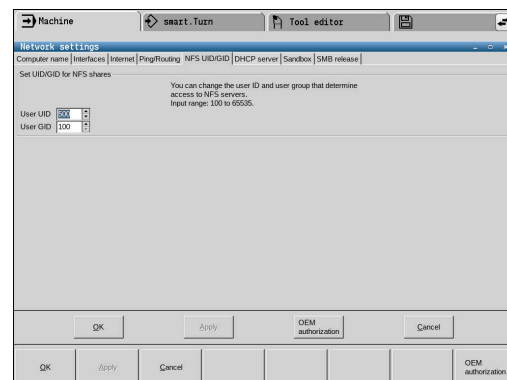 Machine smart.Turn Tool editor
Network settings
Computer name Interfaces Internet Ping/Routing NFS UID/GID DHCP server Sandbox SMB release
Set UID/GID for NFS shares
You can change the user ID and user group that determine
access to NFS servers.
Input range: 100 to 65535.
User UID 500
User GID 100
OK Apply OEM authorization Cancel
OK Apply Cancel OEM authorization